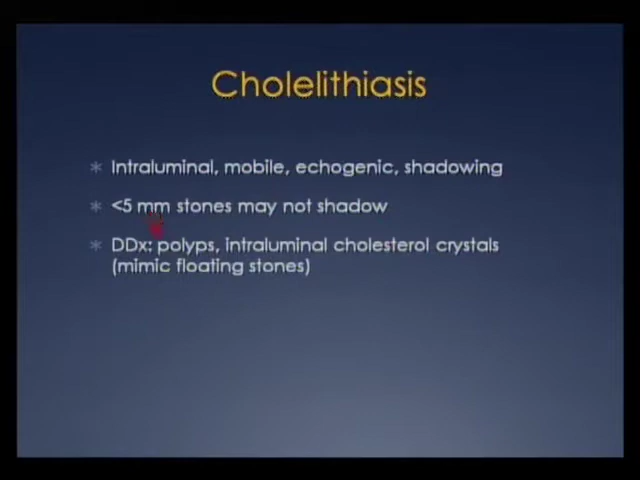 Cholelithiasis
* Intraluminal, mobile, echogenic, shadowing
* <5 mm stones may not shadow
* DDx: polyps, intraluminal cholesterol crystals
(mimic floating stones)